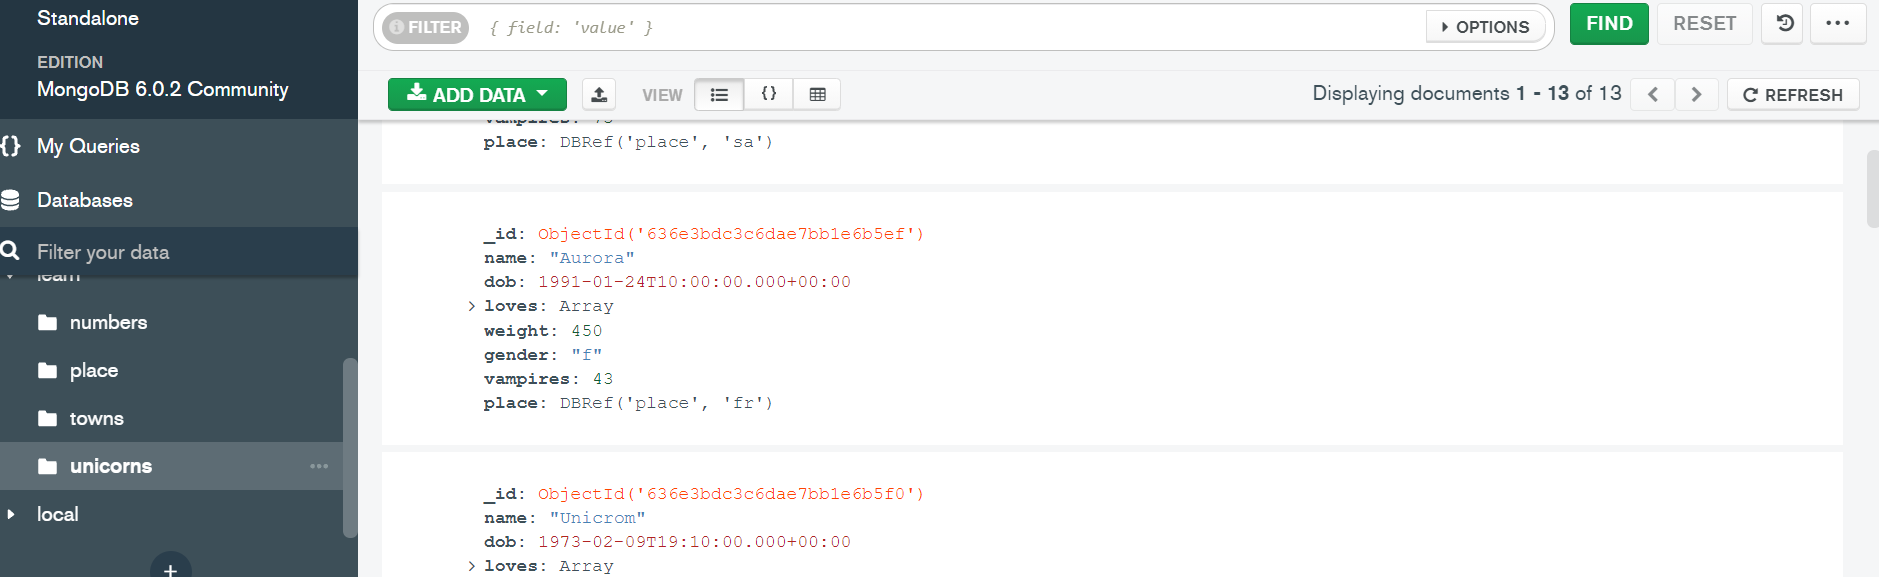 Standalone
EDITION
MongoDB 6.0.2 Community
{} My Queries
Databases
Filter your data
learn
numbers
place
towns
unicorns ...
local
+
FILTER { field: 'value' } OPTIONS FIND RESET ...
ADD DATA VIEW {} Displaying documents 1 - 13 of 13 < > REFRESH
vampires: 75
place: DBRef('place', 'sa')
_id: ObjectId('636e3bdc3c6dae7bb1e6b5ef')
name: "Aurora"
dob: 1991-01-24T10:00:00.000+00:00
> loves: Array
weight: 450
gender: "f"
vampires: 43
place: DBRef('place', 'fr')
_id: ObjectId('636e3bdc3c6dae7bb1e6b5f0')
name: "Unicrom"
dob: 1973-02-09T19:10:00.000+00:00
> loves: Array